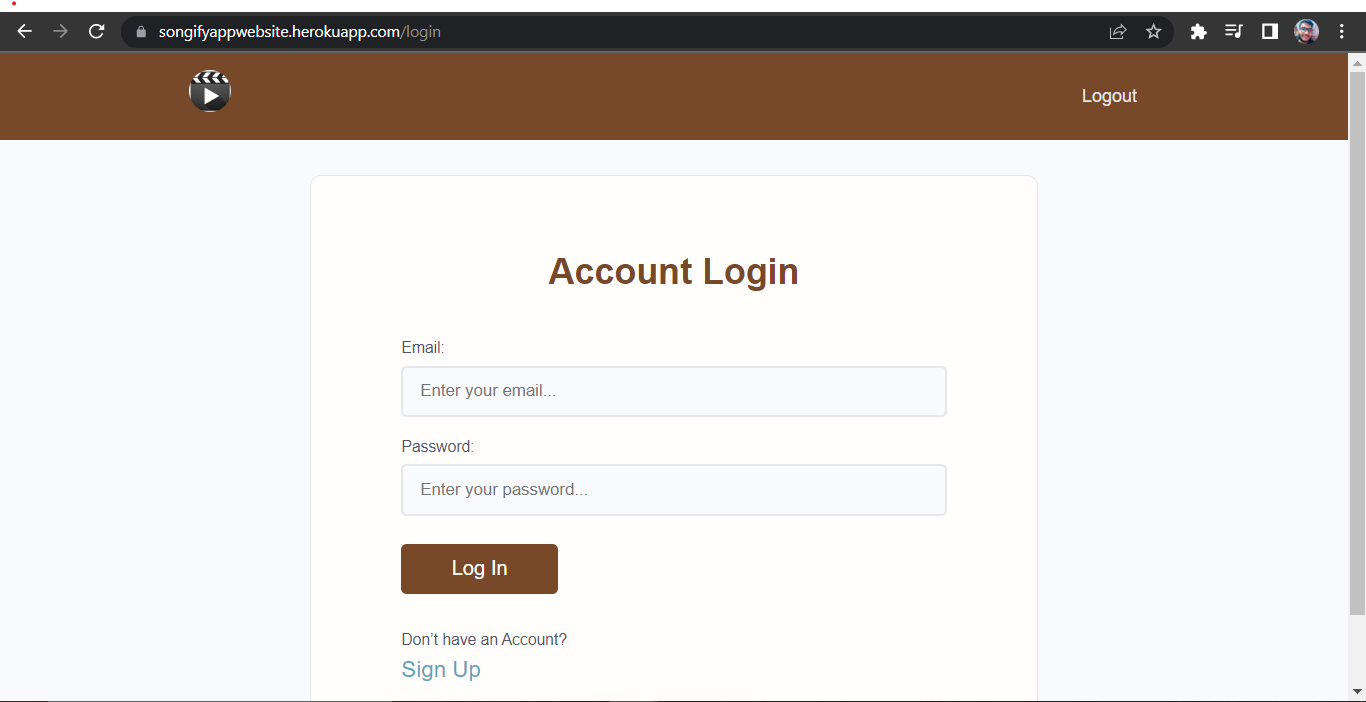 songifyappwebsite.herokuapp.com/login
Logout
Account Login
Email:
Enter your email...
Password:
Enter your password...
Log In
Don’t have an Account?
Sign Up